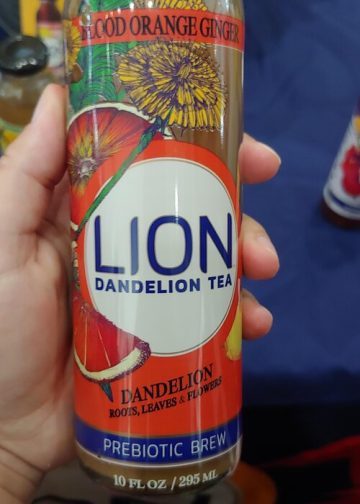 BLOOD ORANGE GINGER
LION
DANDELION TEA
DANDELION
ROOTS, LEAVES & FLOWERS
PREBIOTIC BREW
10 FL OZ / 295 ML